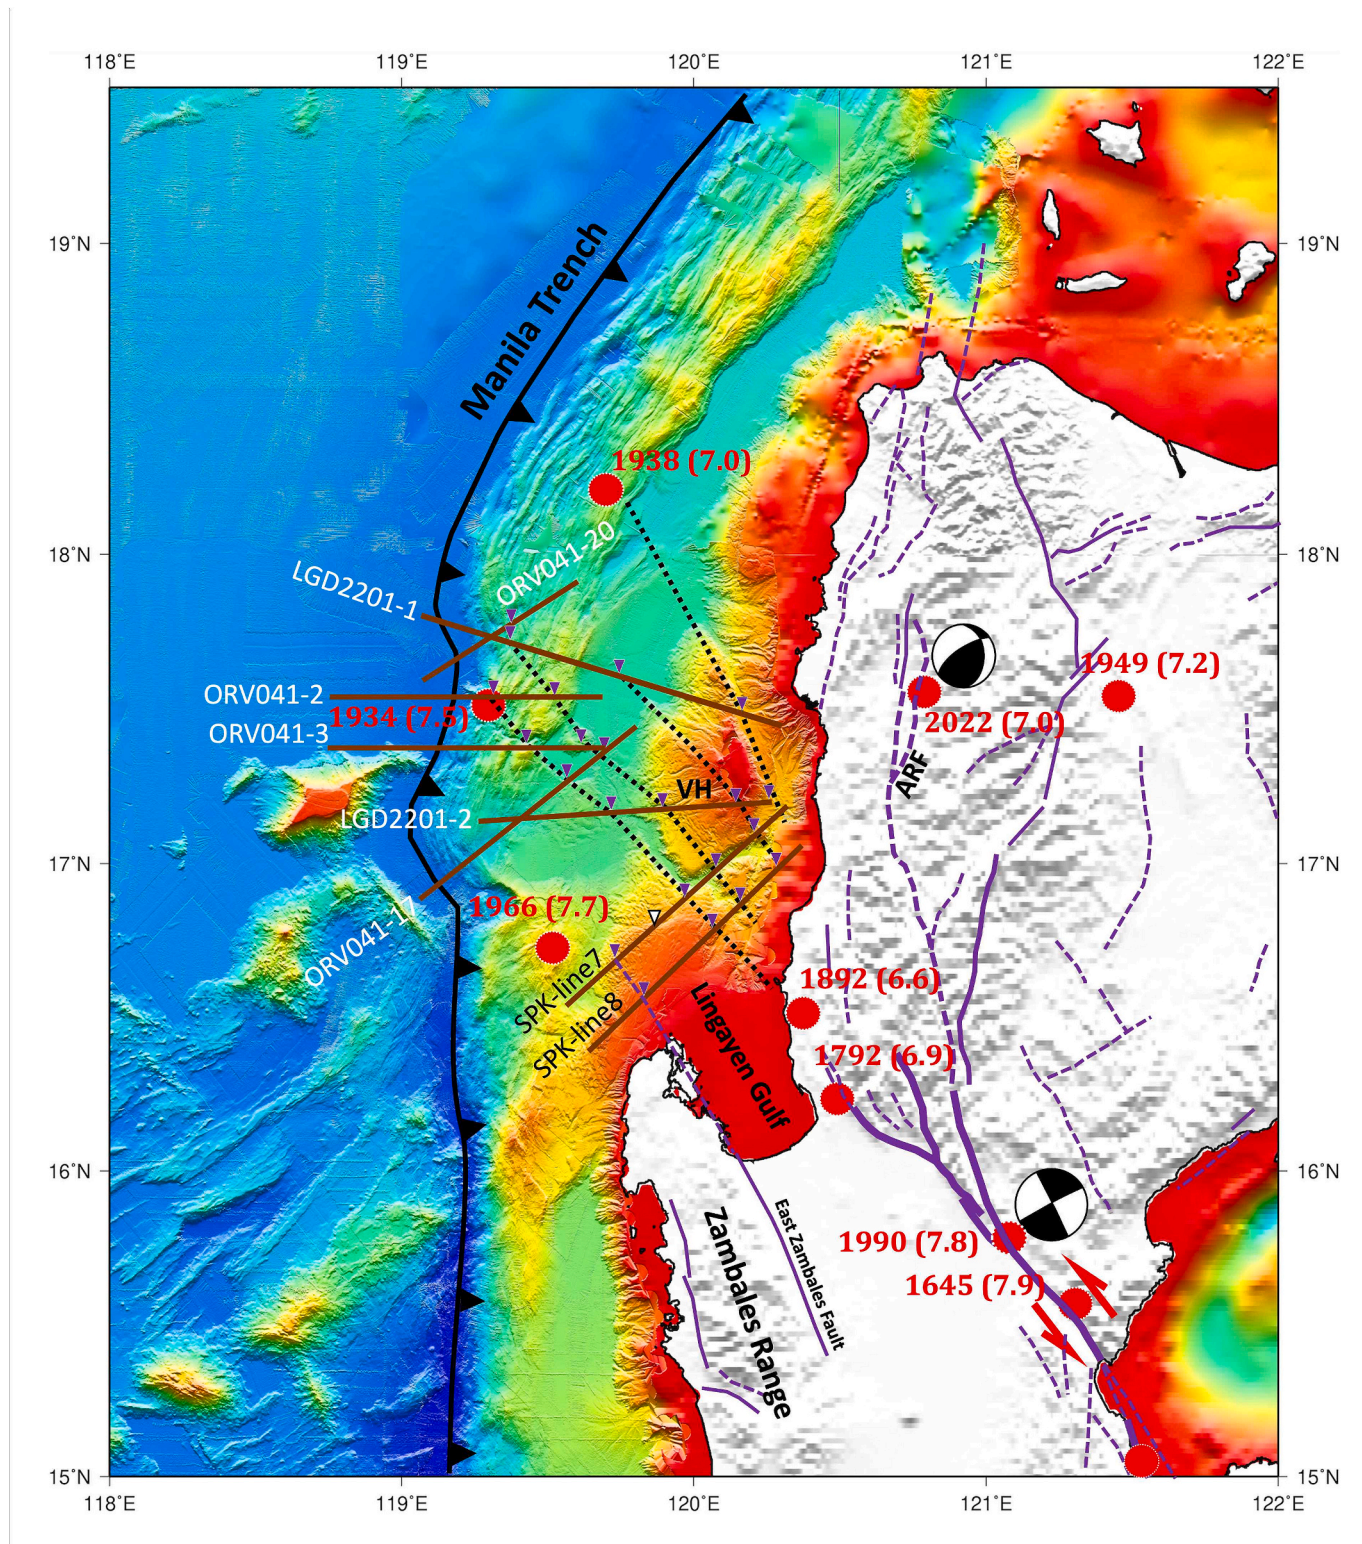 118°E
119°E
120°E
121°E
122°E
19°N
19°N
Manila Trench
1938 (7.0)
18°N
18°N
ORV041-20
LGD2201-1
1949 (7.2)
ORV041-2
1934 (7.5)
2022 (7.0)
ORV041-3
ARF
VH
LGD2201-2
17°N
17°N
1966 (7.7)
ORV041-17
SPK-line7
SPK-line8
1892 (6.6)
Lingayen Gulf
1792 (6.9)
16°N
16°N
East Zambales Fault
Zambales Range
1990 (7.8)
1645 (7.9)
15°N
15°N
118°E
119°E
120°E
121°E
122°E